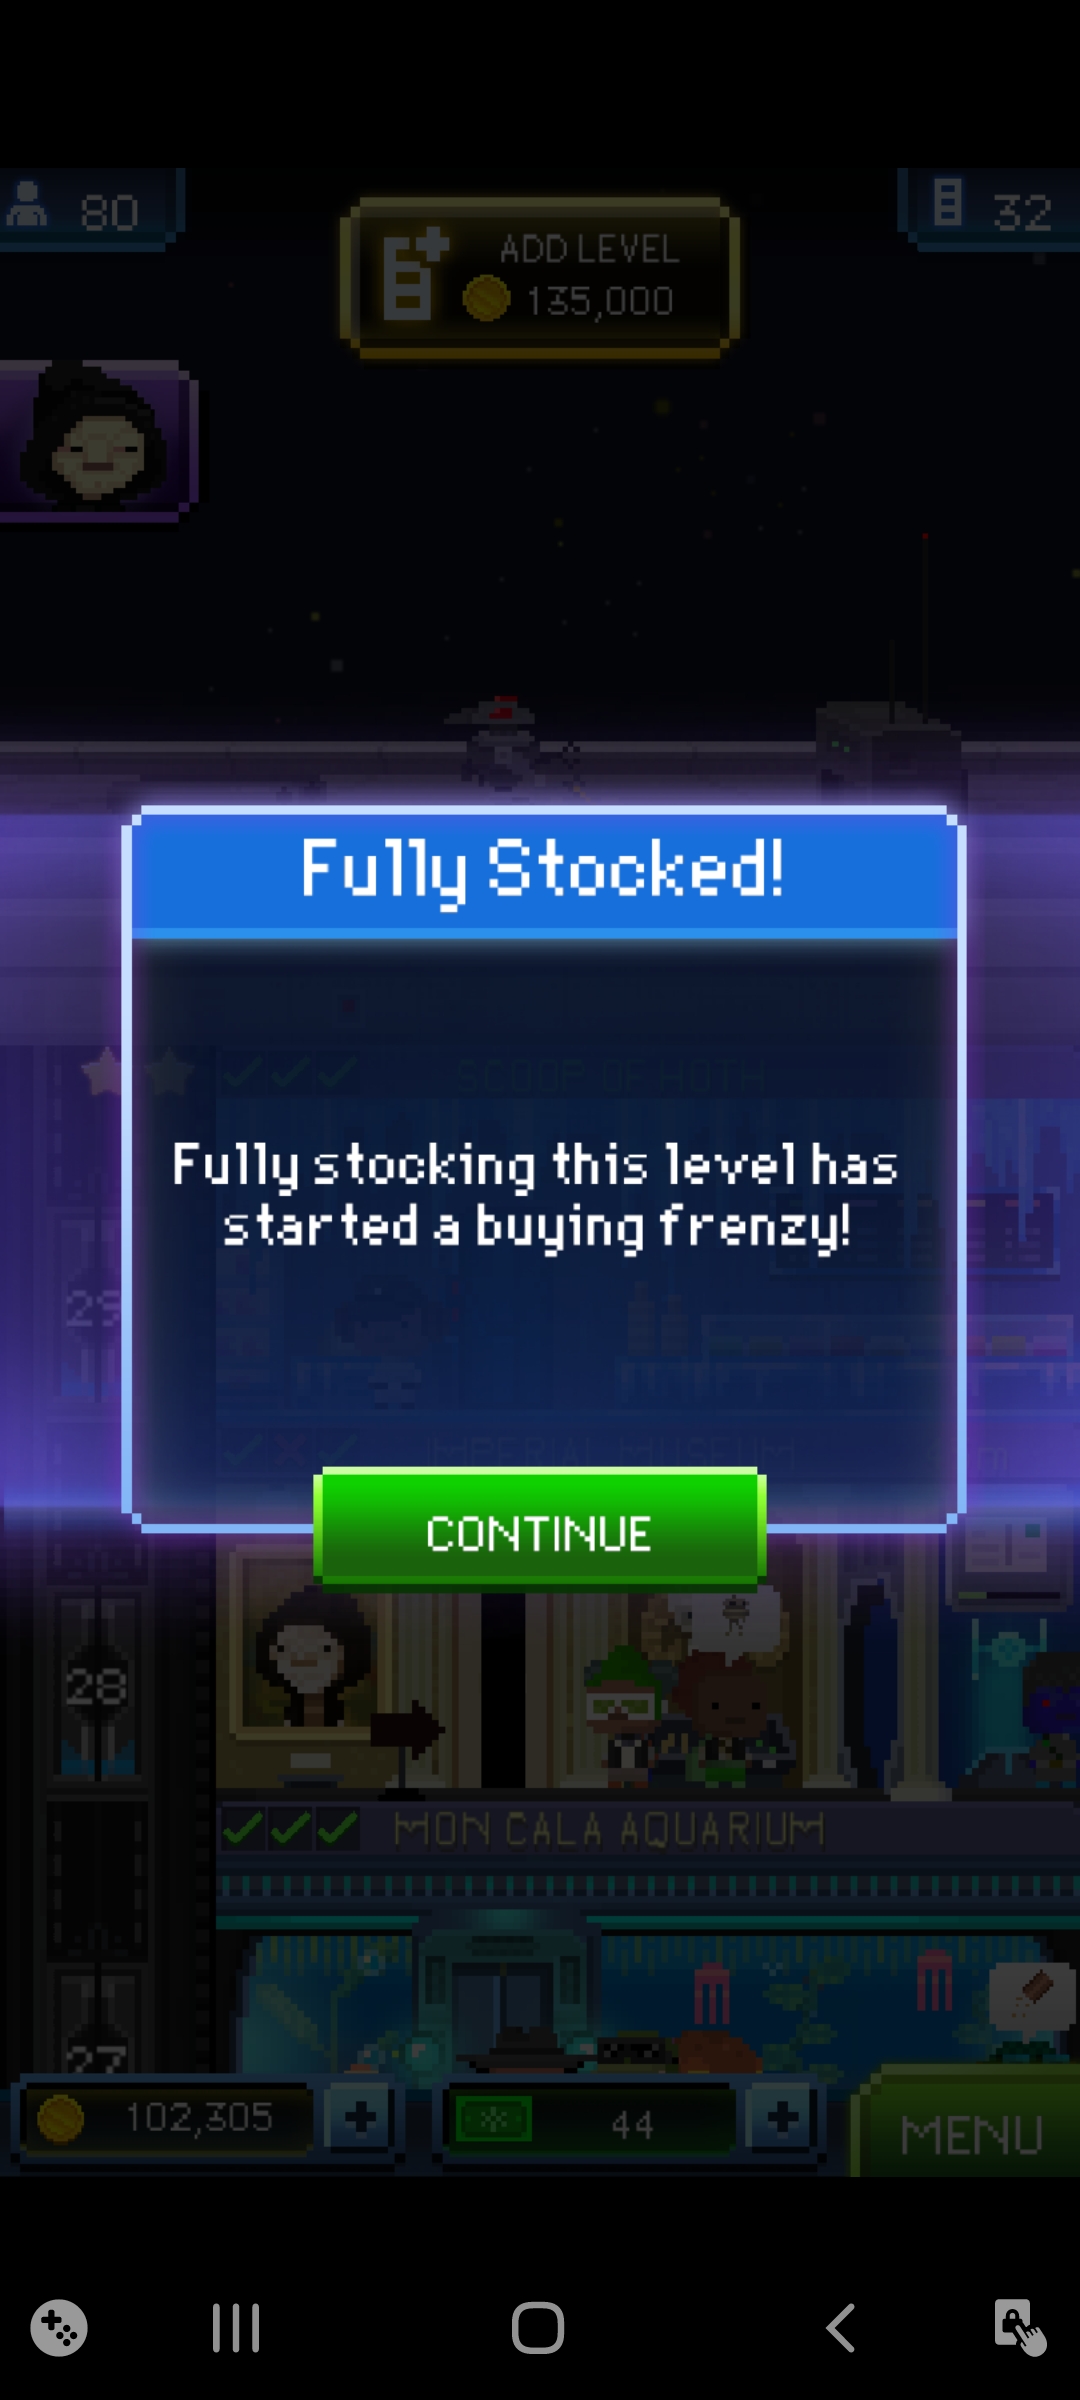 80
ADD LEVEL
32
135,000
Fully Stocked!
SCOOP OF HOTH
Fully stocking this level has
started a buying frenzy!
29
IMPERIAL MUSEUM
CONTINUE
28
MON CALA AQUARIUM
27
102,305
44
MENU